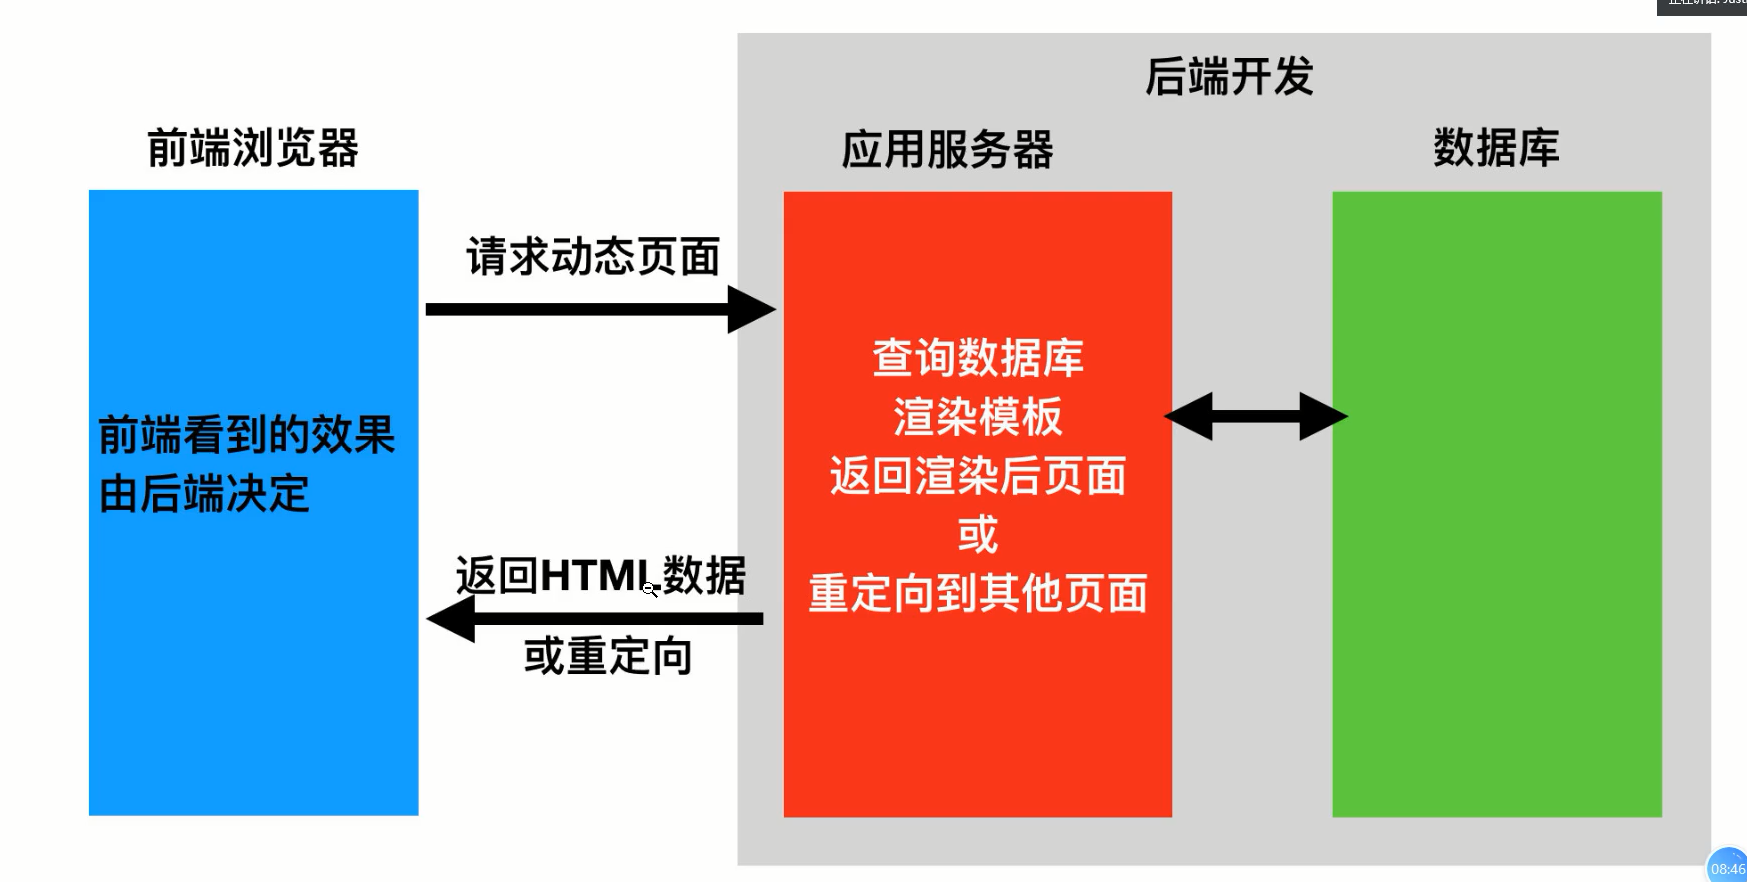 后端开发
前端浏览器
应用服务器
数据库
请求动态页面
查询数据库
渲染模板
返回渲染后页面
或
重定向到其他页面
前端看到的效果
由后端决定
返回HTML数据
或重定向
08:46